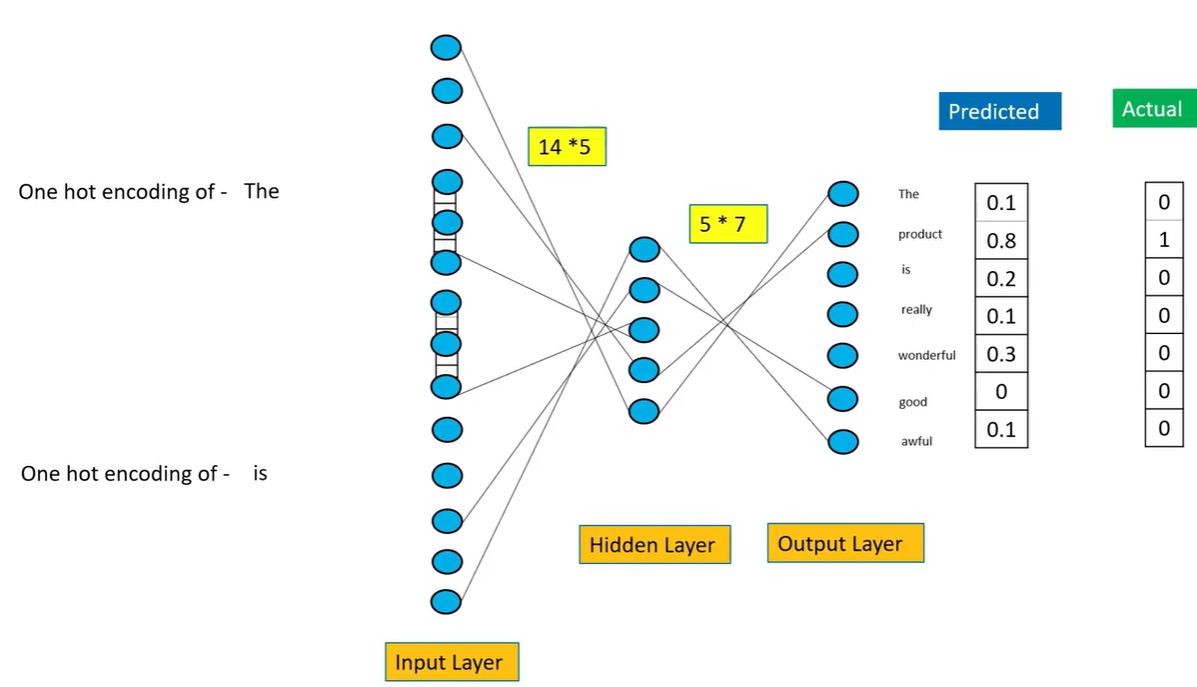 Predicted
Actual
14 *5
One hot encoding of - The
5 * 7
The 0.1 0
product 0.8 1
is 0.2 0
really 0.1 0
wonderful 0.3 0
good 0 0
awful 0.1 0
One hot encoding of - is
Hidden Layer
Output Layer
Input Layer